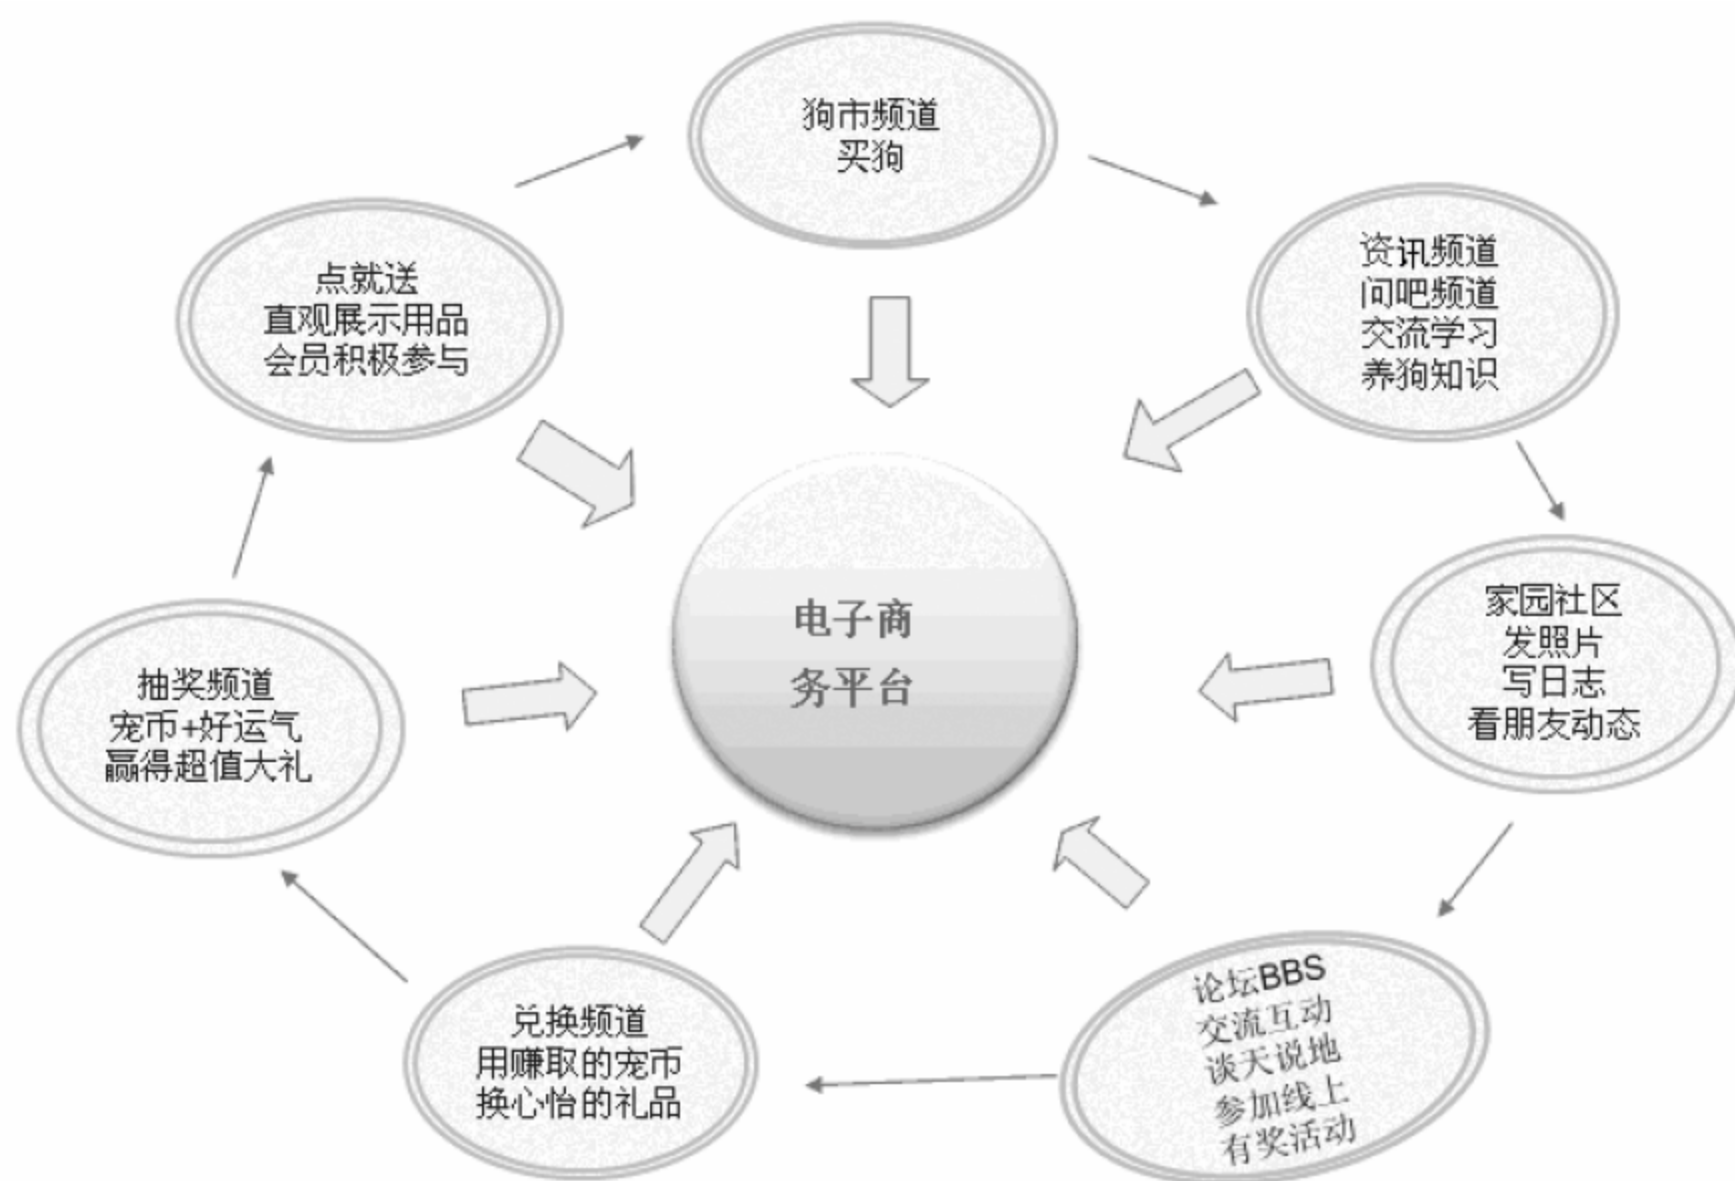 狗市频道
买狗
资讯频道
问吧频道
交流学习
养狗知识
点就送
直观展示用品
会员积极参与
电子商
务平台
家园社区
发照片
写日志
看朋友动态
抽奖频道
宠币+好运气
赢得超值大礼
论坛BBS
交流互动
谈天说地
参加线上
有奖活动
兑换频道
用赚取的宠币
换心怡的礼品